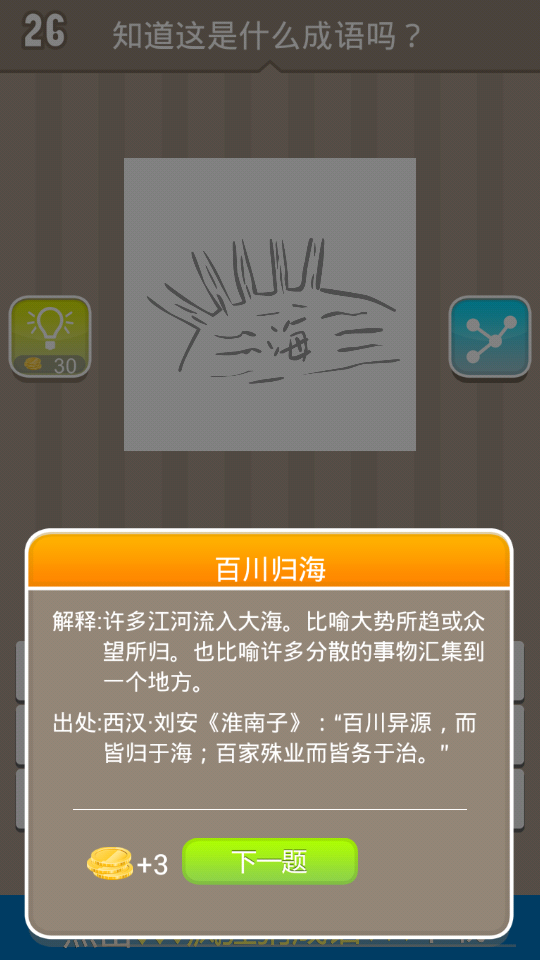 26
知道这是什么成语吗？
海
30
百川归海
解释:许多江河流入大海。比喻大势所趋或众
望所归。也比喻许多分散的事物汇集到
一个地方。
出处:西汉·刘安《淮南子》：“百川异源，而
皆归于海；百家殊业而皆务于治。”
+3
下一题